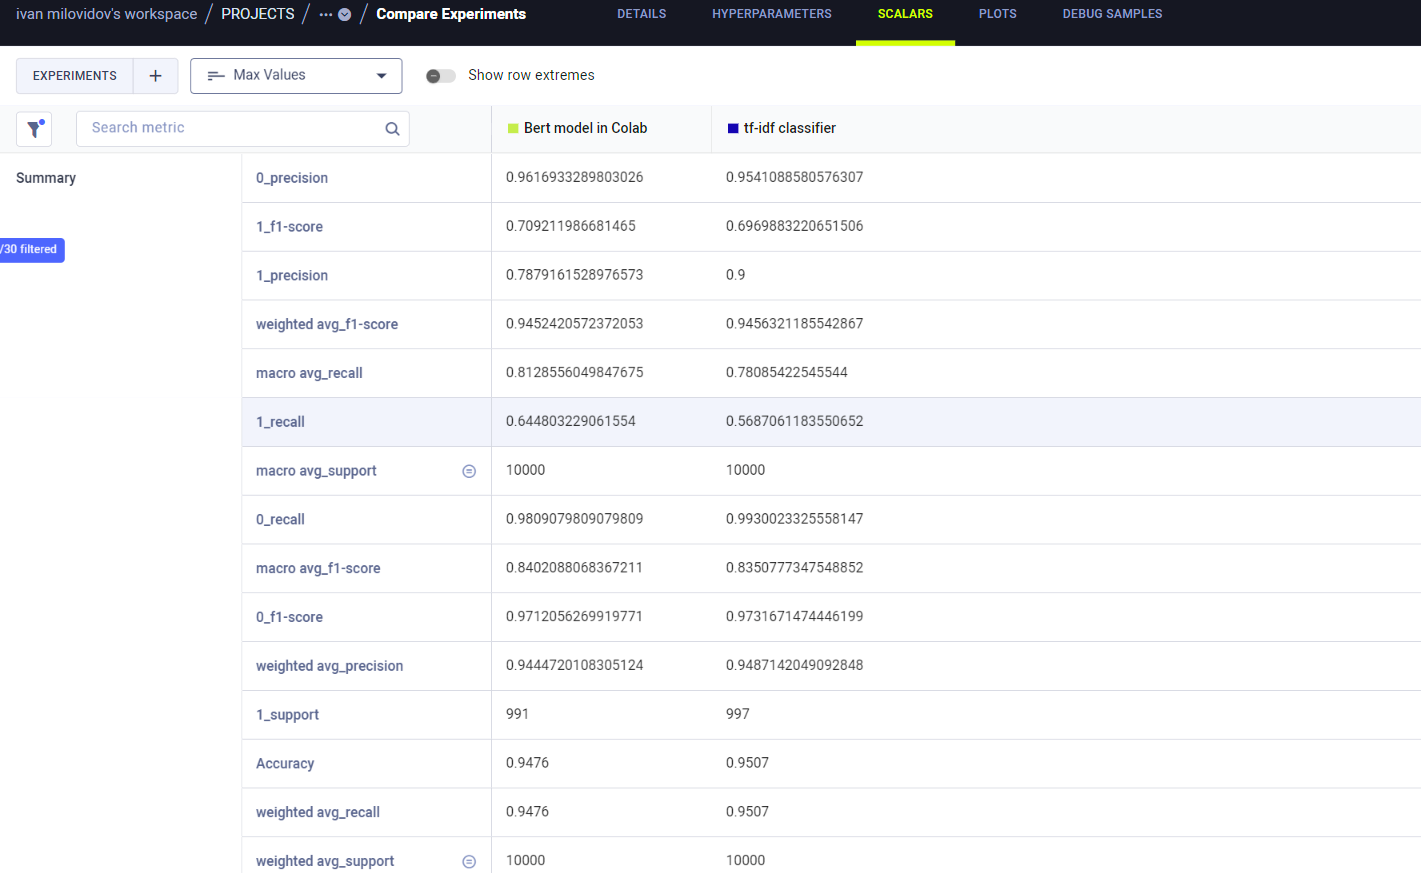 ivan milovidov's workspace / PROJECTS / ... / Compare Experiments DETAILS HYPERPARAMETERS SCALARS PLOTS DEBUG SAMPLES
EXPERIMENTS + Max Values Show row extremes
Search metric Bert model in Colab tf-idf classifier
Summary 0_precision 0.9616933289803026 0.9541088580576307
1_f1-score 0.709211986681465 0.6969883220651506
/30 filtered
1_precision 0.7879161528976573 0.9
weighted avg_f1-score 0.9452420572372053 0.9456321185542867
macro avg_recall 0.8128556049847675 0.78085422545544
1_recall 0.644803229061554 0.5687061183550652
macro avg_support 10000 10000
0_recall 0.9809079809079809 0.9930023325558147
macro avg_f1-score 0.8402088068367211 0.8350777347548852
0_f1-score 0.9712056269919771 0.9731671474446199
weighted avg_precision 0.9444720108305124 0.9487142049092848
1_support 991 997
Accuracy 0.9476 0.9507
weighted avg_recall 0.9476 0.9507
weighted avg_support 10000 10000